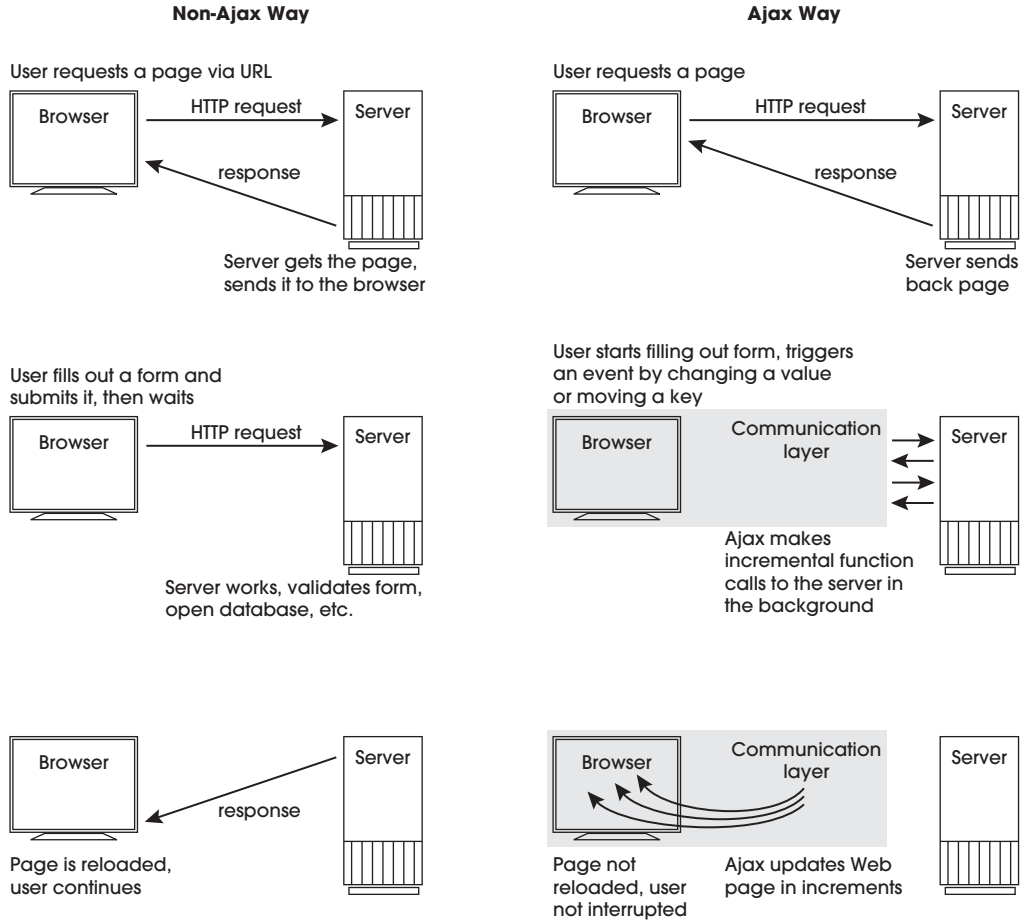 Non-Ajax Way
User requests a page via URL
Browser
HTTP request
Server
response
Server gets the page,
sends it to the browser
User fills out a form and
submits it, then waits
Browser
HTTP request
Server
Server works, validates form,
open database, etc.
Browser
Server
response
Page is reloaded,
user continues
Ajax Way
User requests a page
Browser
HTTP request
Server
response
Server sends
back page
User starts filling out form, triggers
an event by changing a value
or moving a key
Browser
Communication
layer
Server
Ajax makes
incremental function
calls to the server in
the background
Browser
Communication
layer
Server
Page not
reloaded, user
not interrupted
Ajax updates Web
page in increments